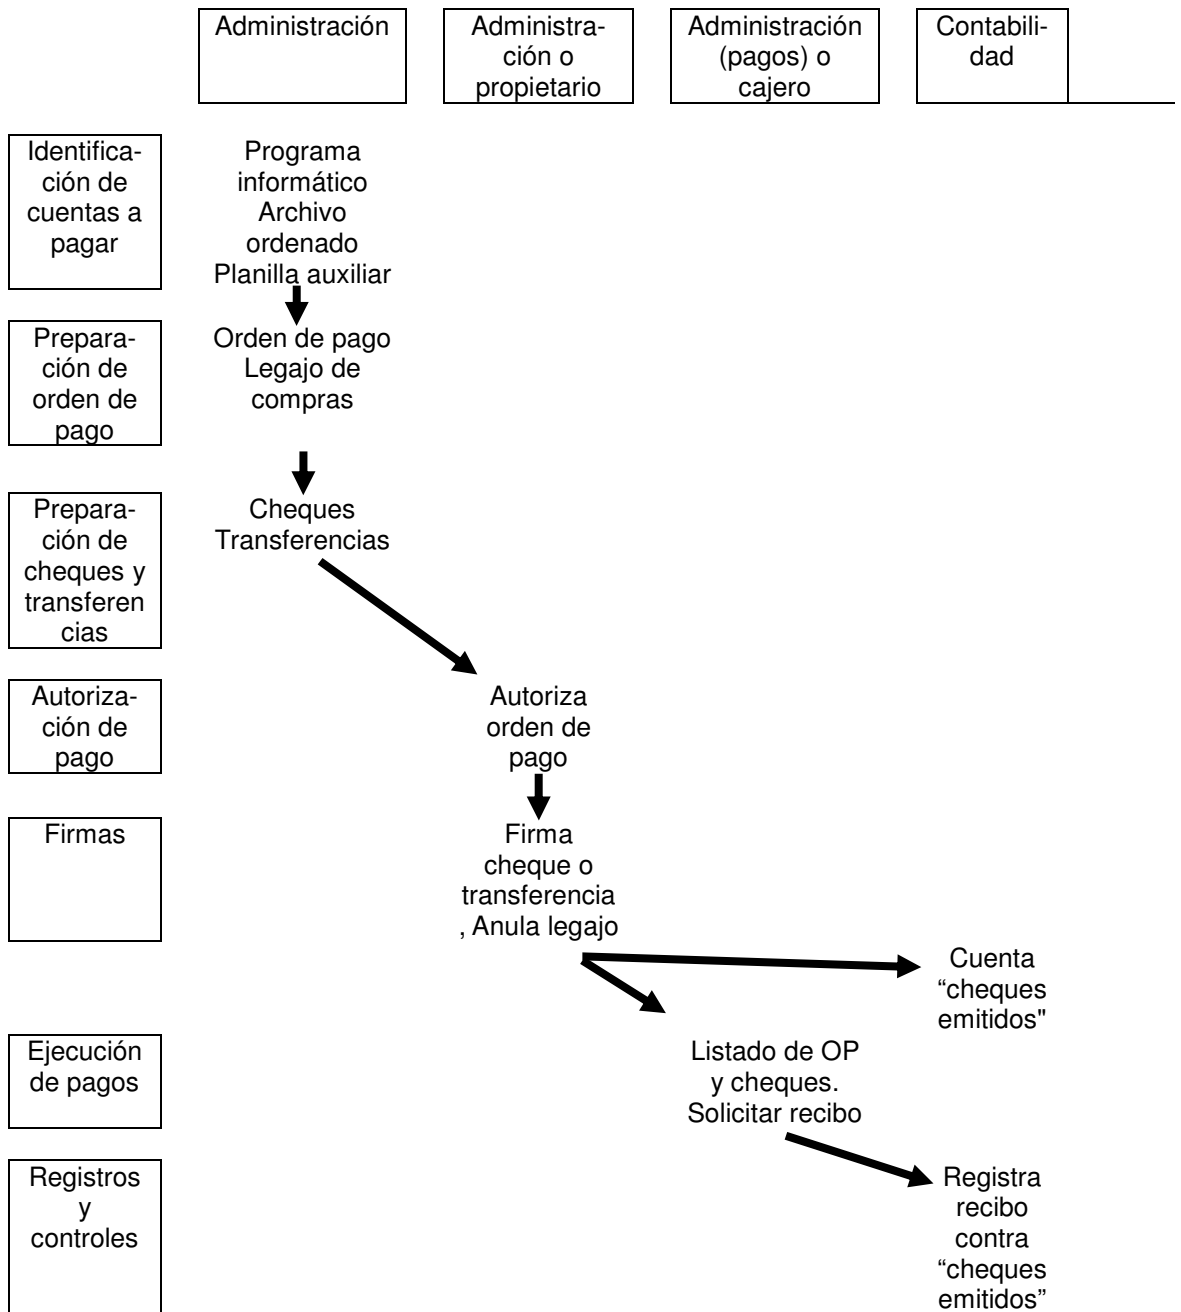 Administración
Administra-
ción o
propietario
Administración
(pagos) o
cajero
Contabili-
dad
Identifica-
ción de
cuentas a
pagar
Programa
informático
Archivo
ordenado
Planilla auxiliar
Prepara-
ción de
orden de
pago
Orden de pago
Legajo de
compras
Prepara-
ción de
cheques y
transferen
cias
Cheques
Transferencias
Autoriza-
ción de
pago
Autoriza
orden de
pago
Firmas
Firma
cheque o
transferencia
, Anula legajo
Cuenta
“cheques
emitidos"
Ejecución
de pagos
Listado de OP
y cheques.
Solicitar recibo
Registros
y
controles
Registra
recibo
contra
“cheques
emitidos”